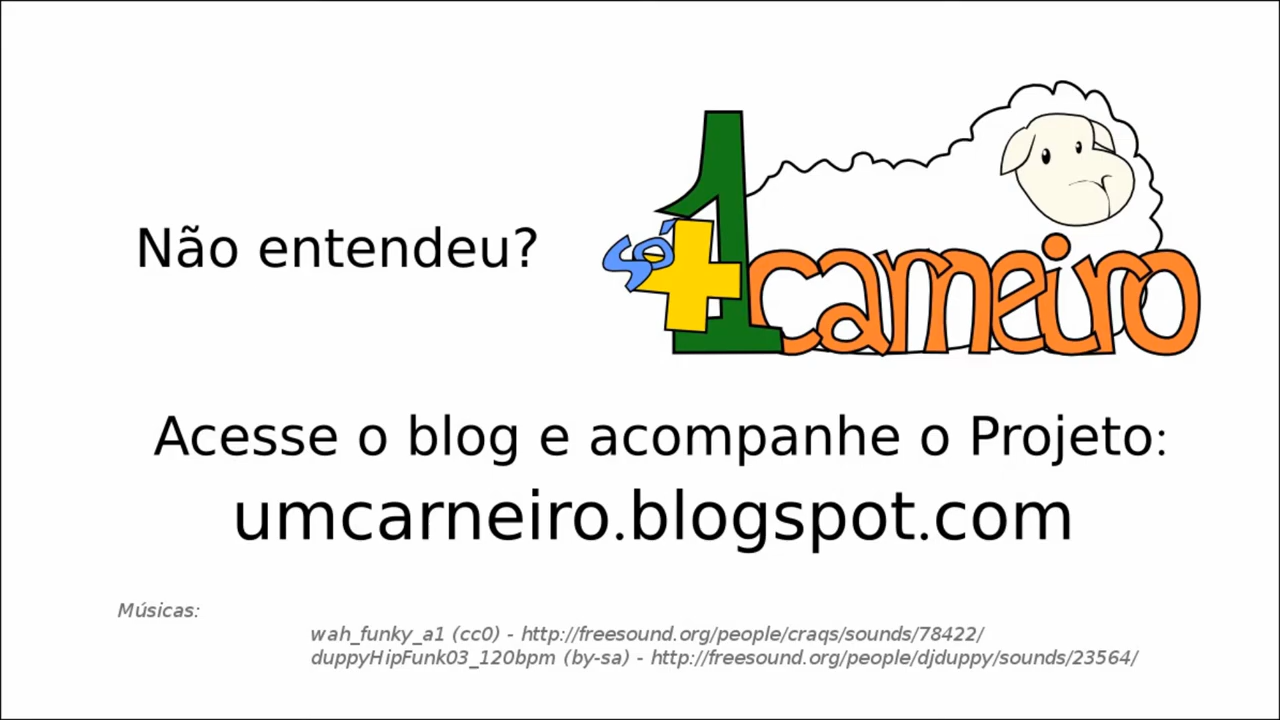 Não entendeu?
só +1 carneiro
Acesse o blog e acompanhe o Projeto:
umcarneiro.blogspot.com
Músicas:
wah_funky_a1 (cc0) - http://freesound.org/people/craqs/sounds/78422/
duppyHipFunk03_120bpm (by-sa) - http://freesound.org/people/djduppy/sounds/23564/